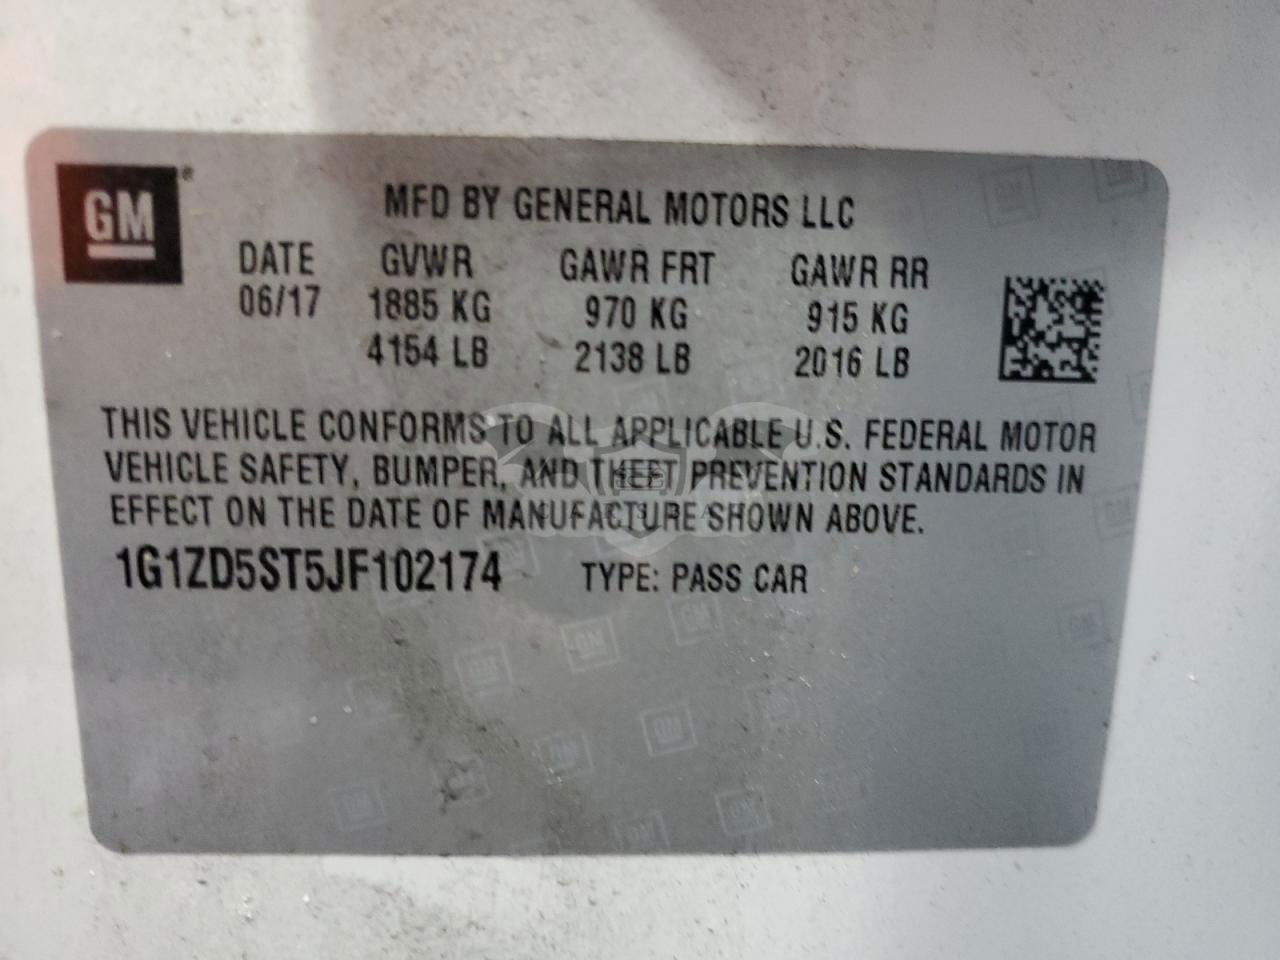 GM
MFD BY GENERAL MOTORS LLC
DATE GVWR GAWR FRT GAWR RR
06/17 1885 KG 970 KG 915 KG
4154 LB 2138 LB 2016 LB
THIS VEHICLE CONFORMS TO ALL APPLICABLE U.S. FEDERAL MOTOR
VEHICLE SAFETY, BUMPER, AND THEFT PREVENTION STANDARDS IN
EFFECT ON THE DATE OF MANUFACTURE SHOWN ABOVE.
1G1ZD5ST5JF102174 TYPE: PASS CAR